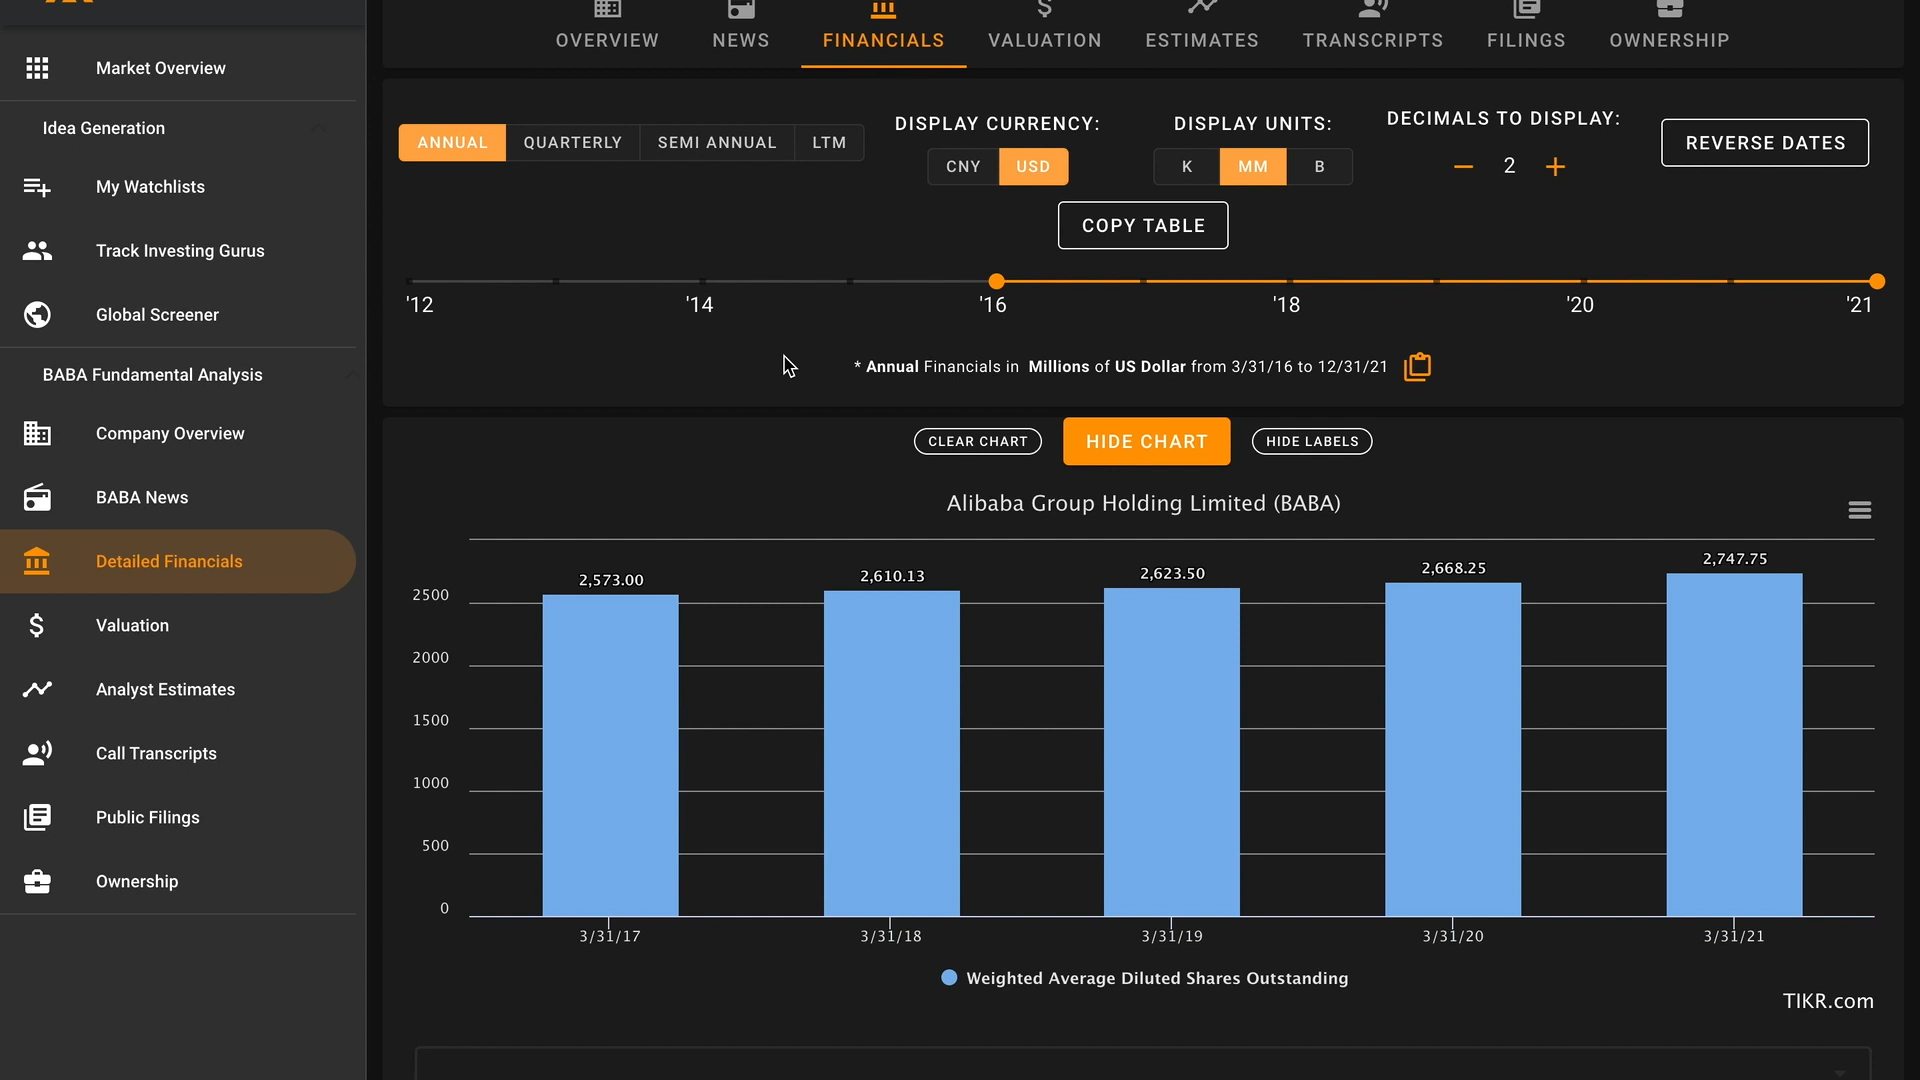 OVERVIEW NEWS FINANCIALS VALUATION ESTIMATES TRANSCRIPTS FILINGS OWNERSHIP
Market Overview
Idea Generation
My Watchlists
Track Investing Gurus
Global Screener
BABA Fundamental Analysis
Company Overview
BABA News
Detailed Financials
Valuation
Analyst Estimates
Call Transcripts
Public Filings
Ownership
ANNUAL QUARTERLY SEMI ANNUAL LTM
DISPLAY CURRENCY:
CNY USD
DISPLAY UNITS:
K MM B
DECIMALS TO DISPLAY:
− 2 +
REVERSE DATES
COPY TABLE
'12 '14 '16 '18 '20 '21
* Annual Financials in Millions of US Dollar from 3/31/16 to 12/31/21
CLEAR CHART HIDE CHART HIDE LABELS
Alibaba Group Holding Limited (BABA)
2,573.00 2,610.13 2,623.50 2,668.25 2,747.75
2500
2000
1500
1000
500
0
3/31/17 3/31/18 3/31/19 3/31/20 3/31/21
Weighted Average Diluted Shares Outstanding
TIKR.com